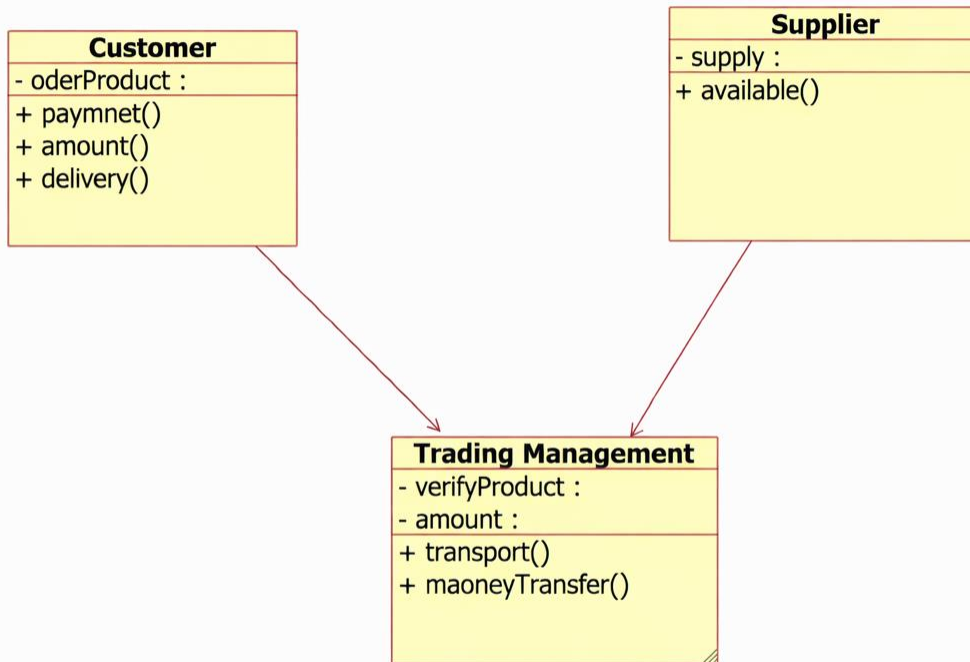 Customer
- oderProduct :
+ paymnet()
+ amount()
+ delivery()
Supplier
- supply :
+ available()
Trading Management
- verifyProduct :
- amount :
+ transport()
+ maoneyTransfer()